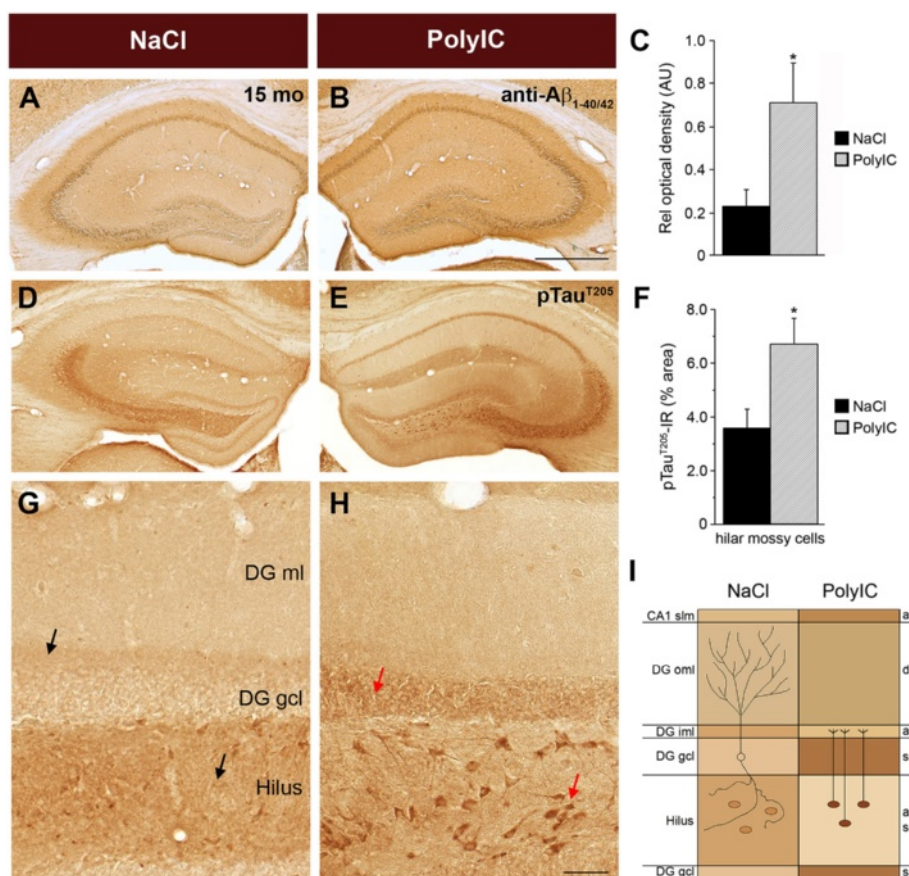 NaCl
PolyIC
A
15 mo
B
anti-Aβ1-40/42
C
1.0
0.8
0.6
0.4
0.2
0
Rel optical density (AU)
*
NaCl
PolyIC
D
E
pTauT205
F
8.0
6.0
4.0
2.0
0
pTauT205-IR (% area)
*
NaCl
PolyIC
hilar mossy cells
G
DG ml
DG gcl
Hilus
H
I
NaCl
PolyIC
CA1 slm
a
DG oml
d
DG iml
a
DG gcl
s
Hilus
a
s
DG gcl
s